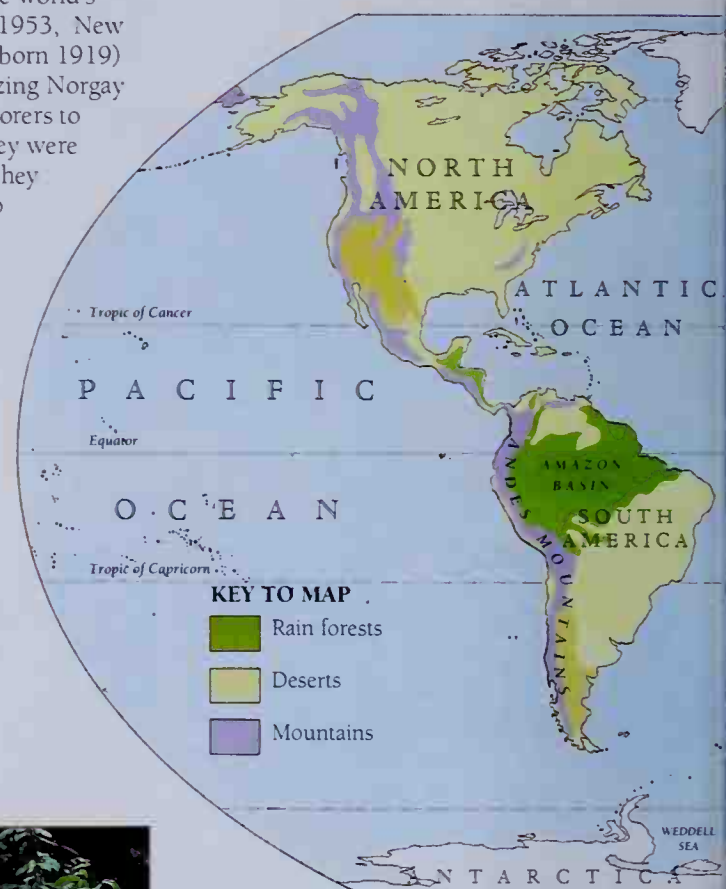 e world's
1953, New
born 1919)
zing Norgay
orers to
ey were
hey
NORTH
AMERICA
ATLANTIC
OCEAN
Tropic of Cancer
PACIFIC
Equator
OCEAN
AMAZON
BASIN
ANDES MOUNTAINS
SOUTH
AMERICA
Tropic of Capricorn
KEY TO MAP
Rain forests
Deserts
Mountains
WEDDELL
SEA
ANTARCTICA